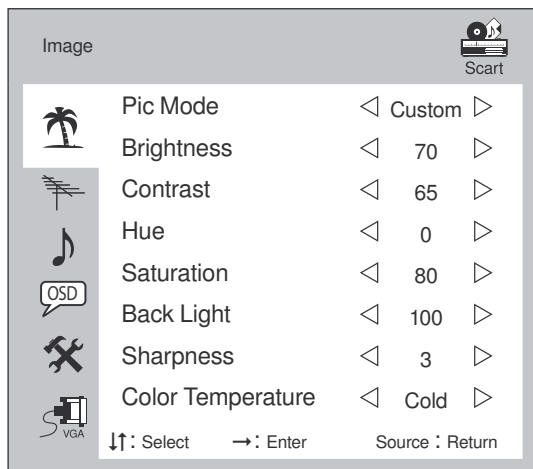 Image
Scart
Pic Mode Custom
Brightness 70
Contrast 65
Hue 0
Saturation 80
OSD
Back Light 100
Sharpness 3
Color Temperature Cold
VGA
↓↑: Select →: Enter Source : Return